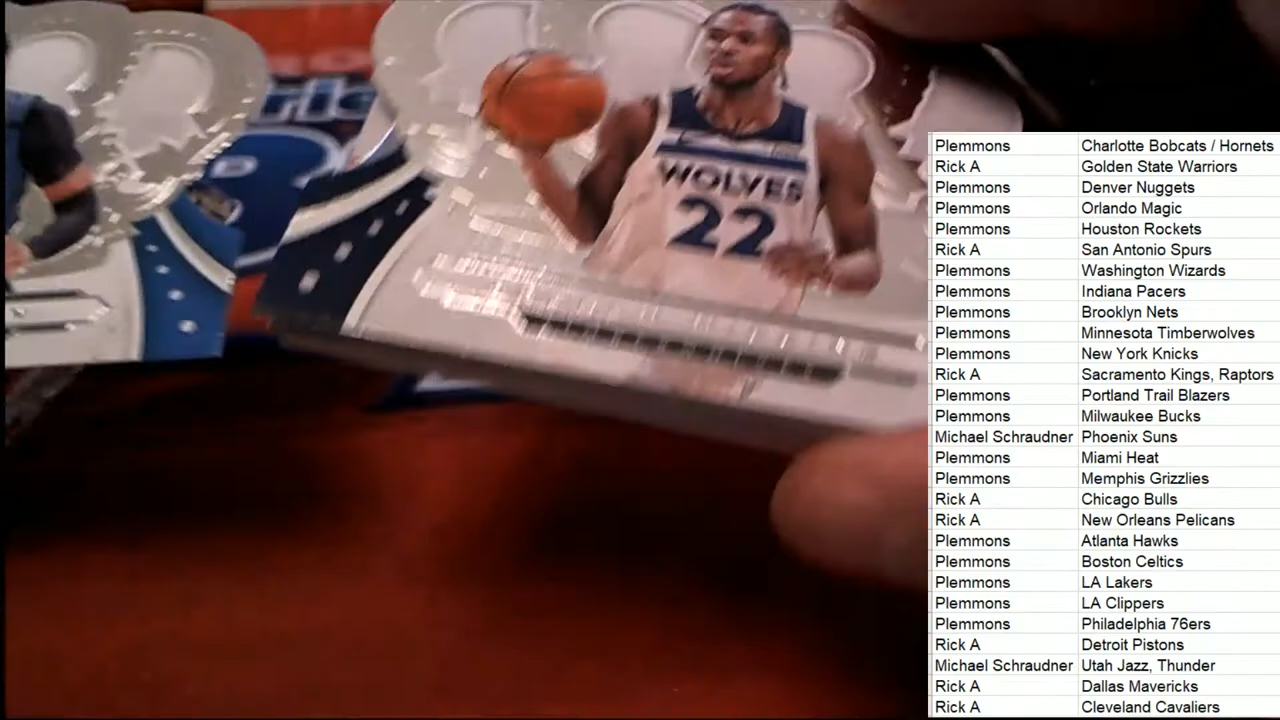 WOLVES
22
Plemmons Charlotte Bobcats / Hornets
Rick A Golden State Warriors
Plemmons Denver Nuggets
Plemmons Orlando Magic
Plemmons Houston Rockets
Rick A San Antonio Spurs
Plemmons Washington Wizards
Plemmons Indiana Pacers
Plemmons Brooklyn Nets
Plemmons Minnesota Timberwolves
Plemmons New York Knicks
Rick A Sacramento Kings, Raptors
Plemmons Portland Trail Blazers
Plemmons Milwaukee Bucks
Michael Schraudner Phoenix Suns
Plemmons Miami Heat
Plemmons Memphis Grizzlies
Rick A Chicago Bulls
Rick A New Orleans Pelicans
Plemmons Atlanta Hawks
Plemmons Boston Celtics
Plemmons LA Lakers
Plemmons LA Clippers
Plemmons Philadelphia 76ers
Rick A Detroit Pistons
Michael Schraudner Utah Jazz, Thunder
Rick A Dallas Mavericks
Rick A Cleveland Cavaliers